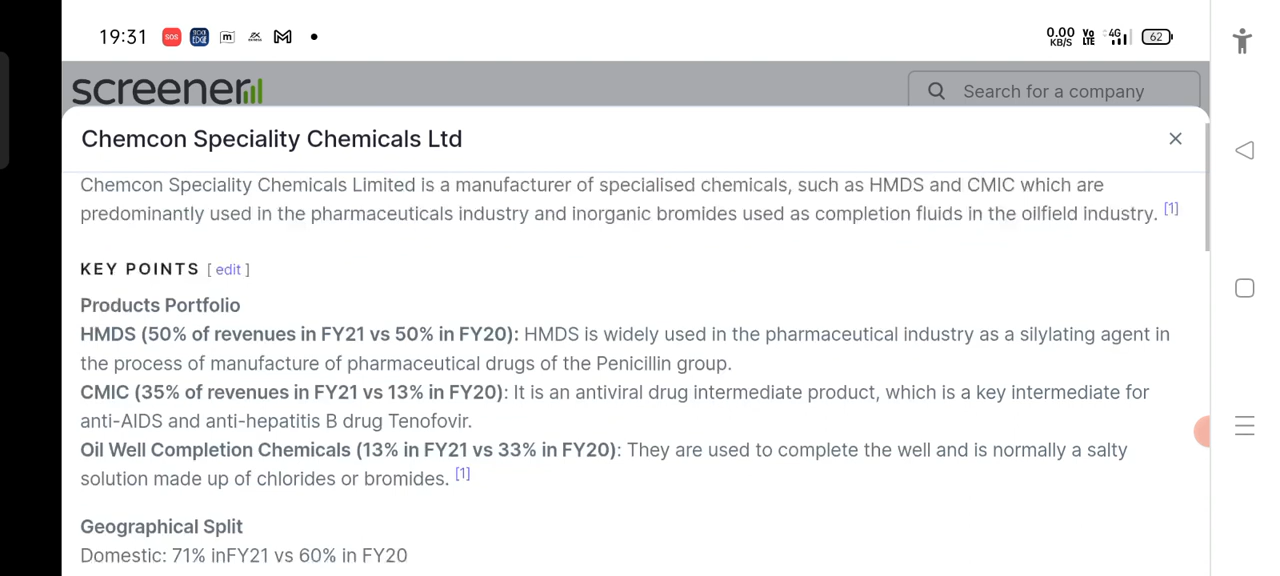 19:31
SOS
m
M
0.00 KB/S
Vo LTE
4G
62
screener
Search for a company
Chemcon Speciality Chemicals Ltd
Chemcon Speciality Chemicals Limited is a manufacturer of specialised chemicals, such as HMDS and CMIC which are
predominantly used in the pharmaceuticals industry and inorganic bromides used as completion fluids in the oilfield industry. [1]
KEY POINTS [ edit ]
Products Portfolio
HMDS (50% of revenues in FY21 vs 50% in FY20): HMDS is widely used in the pharmaceutical industry as a silylating agent in
the process of manufacture of pharmaceutical drugs of the Penicillin group.
CMIC (35% of revenues in FY21 vs 13% in FY20): It is an antiviral drug intermediate product, which is a key intermediate for
anti-AIDS and anti-hepatitis B drug Tenofovir.
Oil Well Completion Chemicals (13% in FY21 vs 33% in FY20): They are used to complete the well and is normally a salty
solution made up of chlorides or bromides. [1]
Geographical Split
Domestic: 71% inFY21 vs 60% in FY20